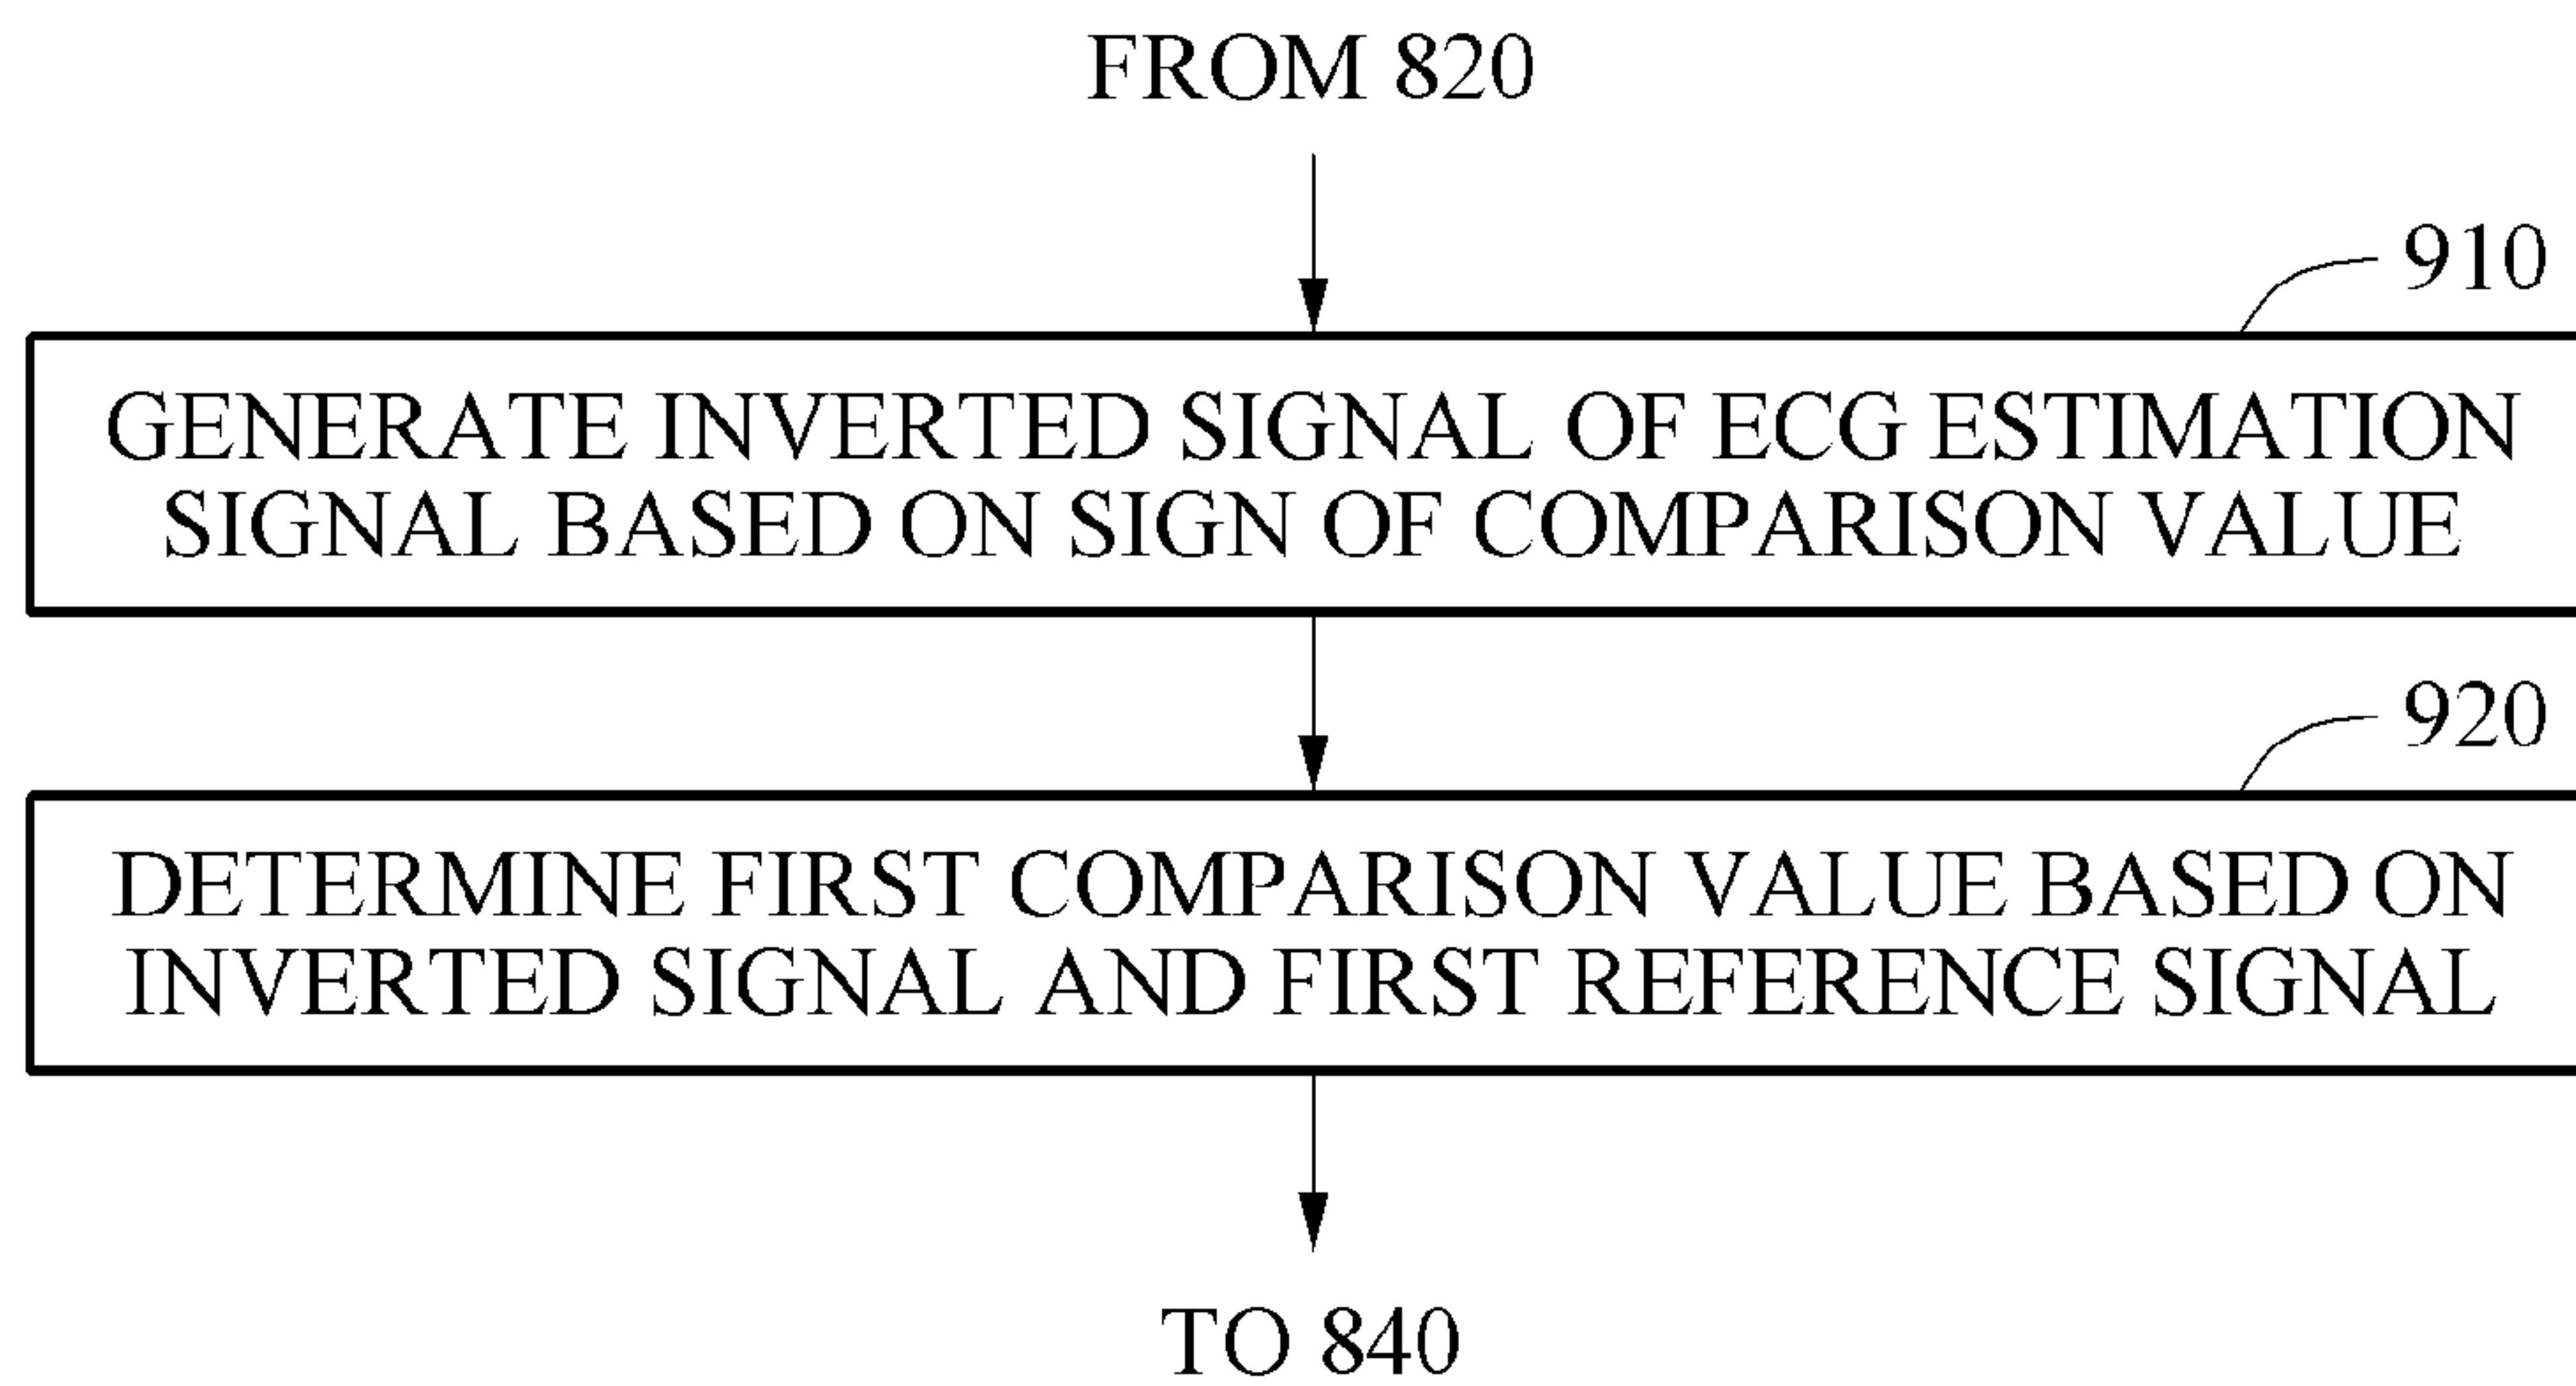 FROM 820
910
GENERATE INVERTED SIGNAL OF ECG ESTIMATION
SIGNAL BASED ON SIGN OF COMPARISON VALUE
920
DETERMINE FIRST COMPARISON VALUE BASED ON
INVERTED SIGNAL AND FIRST REFERENCE SIGNAL
TO 840